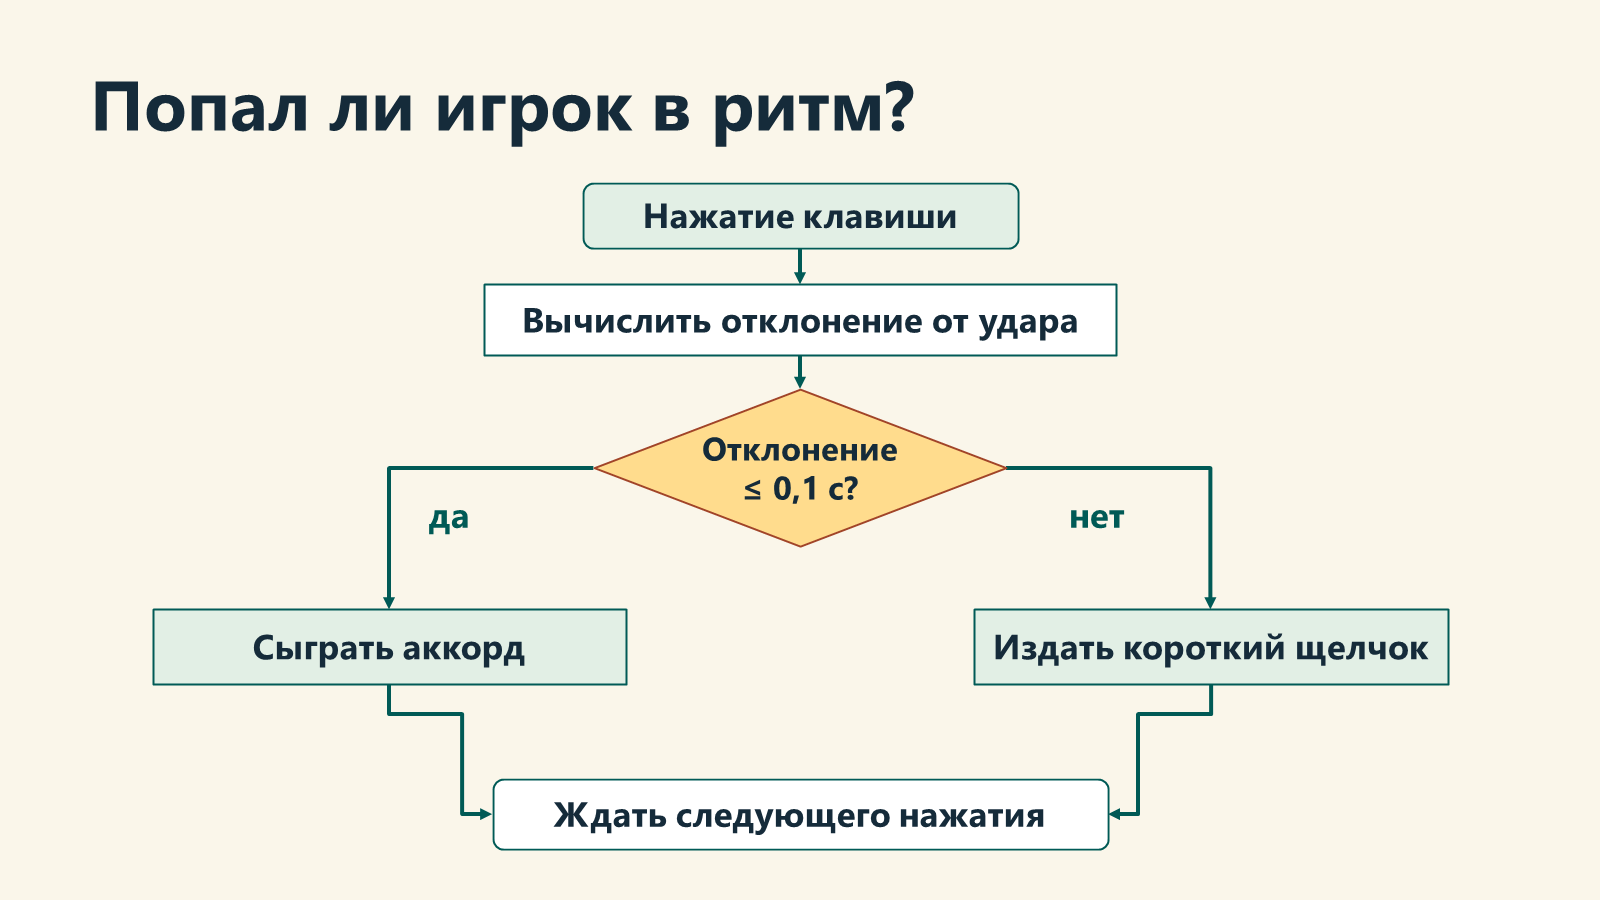 Попал ли игрок в ритм?
Нажатие клавиши
Вычислить отклонение от удара
Отклонение
≤ 0,1 с?
да
нет
Сыграть аккорд
Издать короткий щелчок
Ждать следующего нажатия